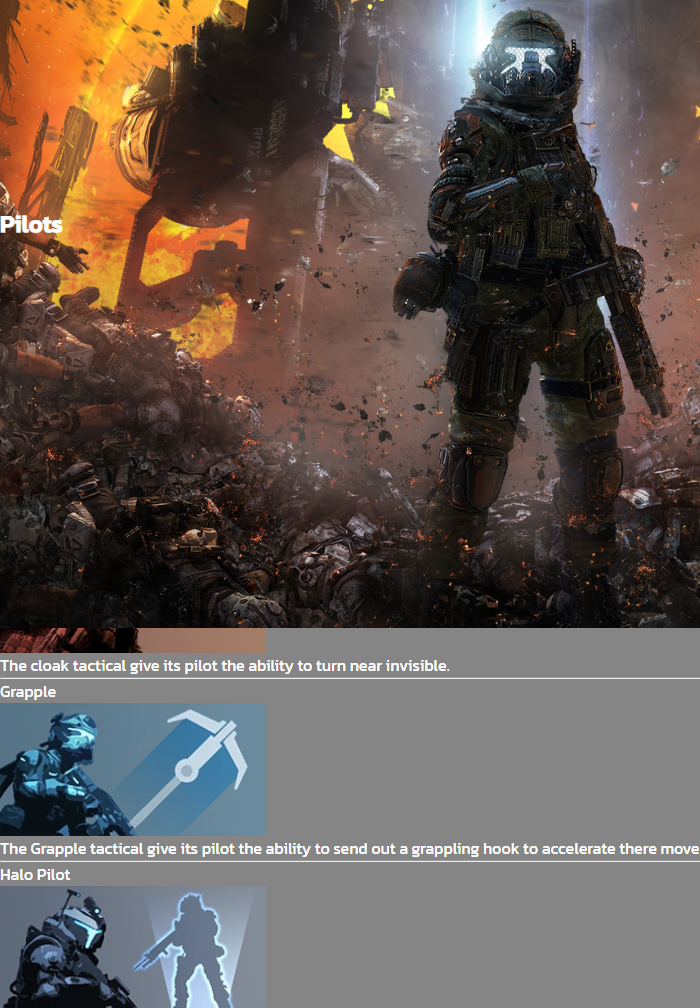 Pilots
The cloak tactical give its pilot the ability to turn near invisible.
Grapple
The Grapple tactical give its pilot the ability to send out a grappling hook to accelerate there move
Halo Pilot